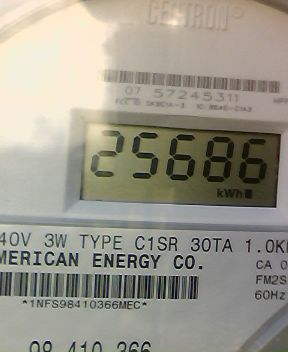 CENTRON®
07 57245311
25686
kWh
40V 3W TYPE C1SR 30TA 1.0K
MERICAN ENERGY CO.
CA 0
FM2S
*1NFS98410366MEC*
60Hz
98 410 366